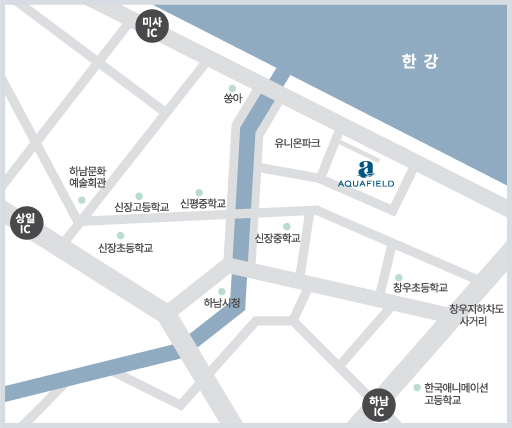 미사
IC
한 강
쏭아
유니온파크
AQUAFIELD
하남문화
예술회관
신장고등학교
신평중학교
상일
IC
신장초등학교
신장중학교
창우초등학교
하남시청
창우지하차도
사거리
한국애니메이션
고등학교
하남
IC